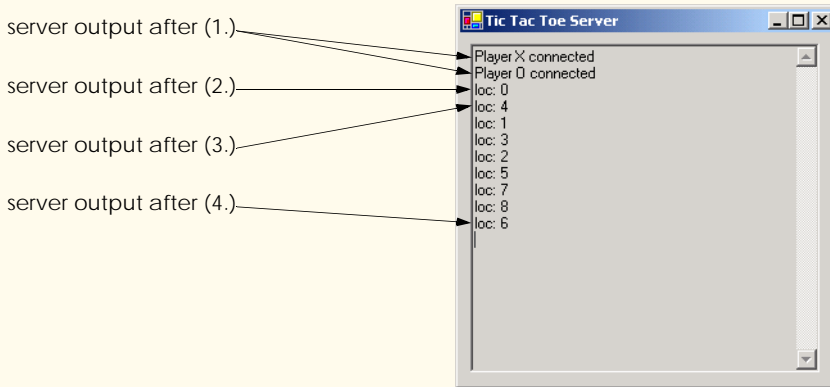 server output after (1.)
server output after (2.)
server output after (3.)
server output after (4.)
Tic Tac Toe Server
Player X connected
Player O connected
loc: 0
loc: 4
loc: 1
loc: 3
loc: 2
loc: 5
loc: 7
loc: 8
loc: 6